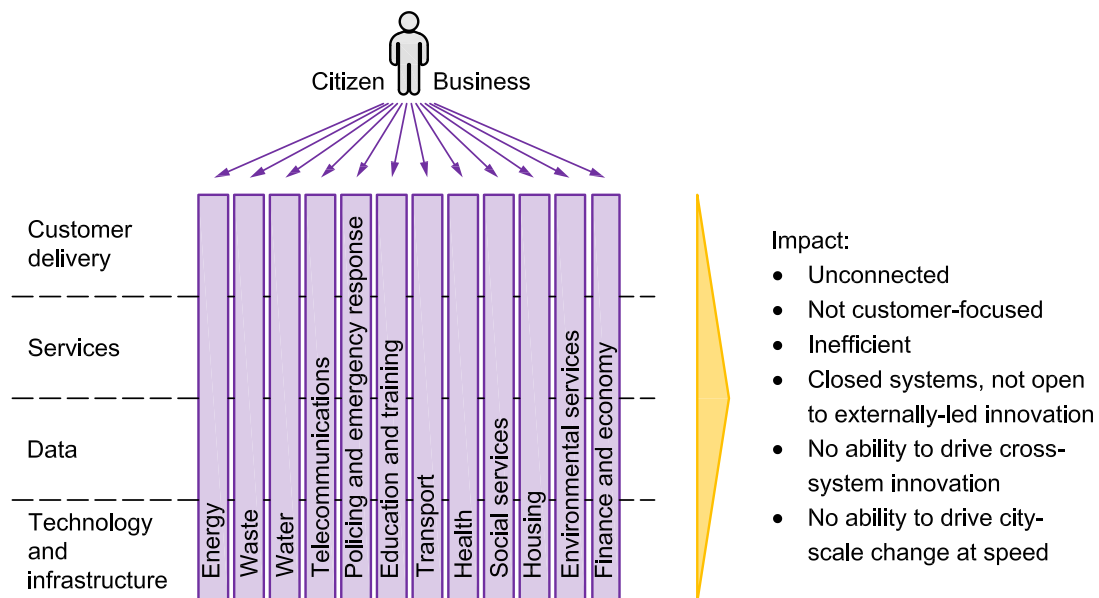 Citizen Business
Customer
delivery
Services
Data
Technology
and
infrastructure
Energy
Waste
Water
Telecommunications
Policing and emergency response
Education and training
Transport
Health
Social services
Housing
Environmental services
Finance and economy
Impact:
• Unconnected
• Not customer-focused
• Inefficient
• Closed systems, not open
to externally-led innovation
• No ability to drive cross-
system innovation
• No ability to drive city-
scale change at speed